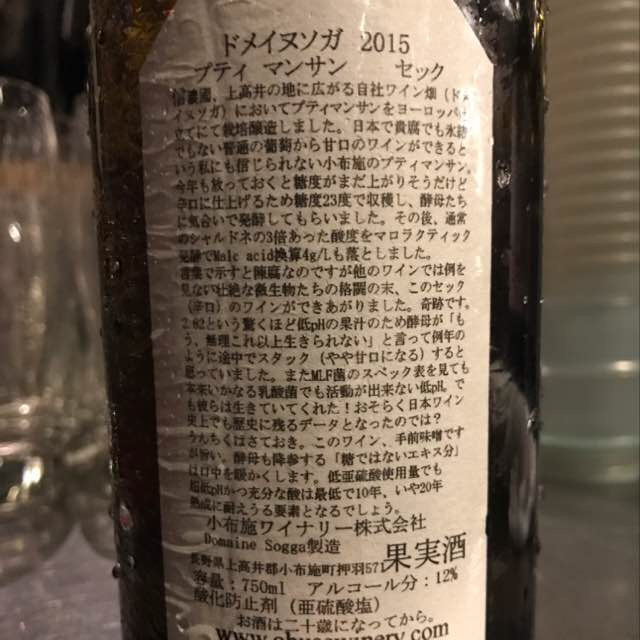 ドメイヌソガ 2015
プティ マンサン セック
信濃國、上高井の地に広がる自社ワイン畑（ドメ
イヌソガ）においてプティマンサンをヨーロッパ
立てにて栽培醸造しました。日本で貴腐でも氷結
でもない普通の葡萄から甘口のワインができると
いう私にも信じられない小布施のプティマンサン。
今年も放っておくと糖度がまだ上がりそうだけど
辛口に仕上げるため糖度23度で収穫し、酵母たち
に気合いで発酵してもらいました。その後、通常
のシャルドネの3倍あった酸度をマロラクティック
発酵でMalc acid換算4g/Lも落としました。
言葉で示すと陳腐なのですが他のワインでは例を
見ない壮絶な微生物たちの格闘の末、このセック
（辛口）のワインができあがりました。奇跡です。
2.62という驚くほど低pHの果汁のため酵母が「も
う、無理これ以上生きられない」と言って例年の
ように途中でスタック（やや甘口になる）すると
思っていました。またMLF菌のスペック表を見ても
本来いかなる乳酸菌でも活動が出来ない低pH。で
も彼らは生きていてくれた！おそらく日本ワイン
史上でも歴史に残るデータとなったのでは？
うんちくはさておき。このワイン、手前味噌です
が旨い。酵母も降参する「糖ではないエキス分」
は口中を暖かくします。低亜硫酸使用量でも
超低pHかつ充分な酸は最低で10年、いや20年
熟成に耐えうる要素となるでしょう。
小布施ワイナリー株式会社
Domaine Sogga製造 果実酒
長野県上高井郡小布施町押羽571
容量：750ml アルコール分：12%
酸化防止剤（亜硫酸塩）
お酒は二十歳になってから。
www.obusewinery.com